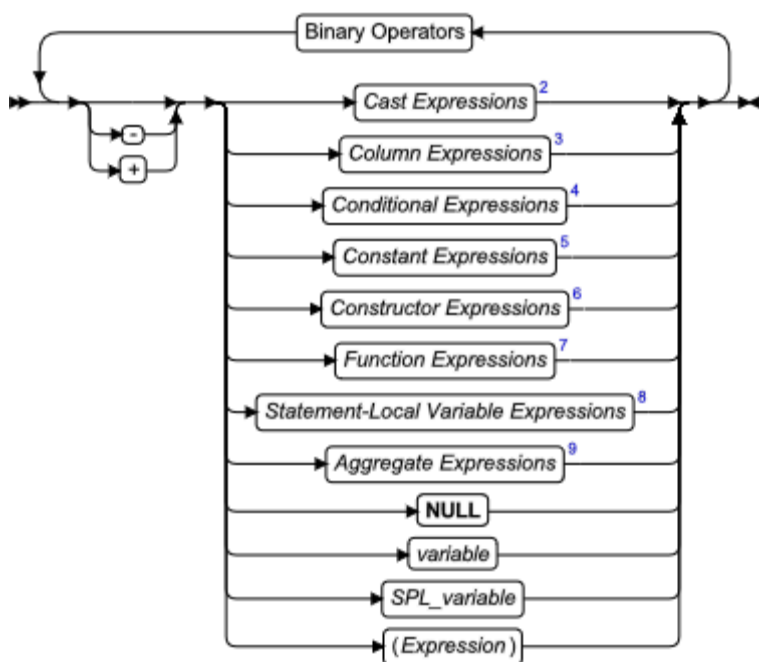 Binary Operators
Cast Expressions 2
-
+
Column Expressions 3
Conditional Expressions 4
Constant Expressions 5
Constructor Expressions 6
Function Expressions 7
Statement-Local Variable Expressions 8
Aggregate Expressions 9
NULL
variable
SPL_variable
(Expression)